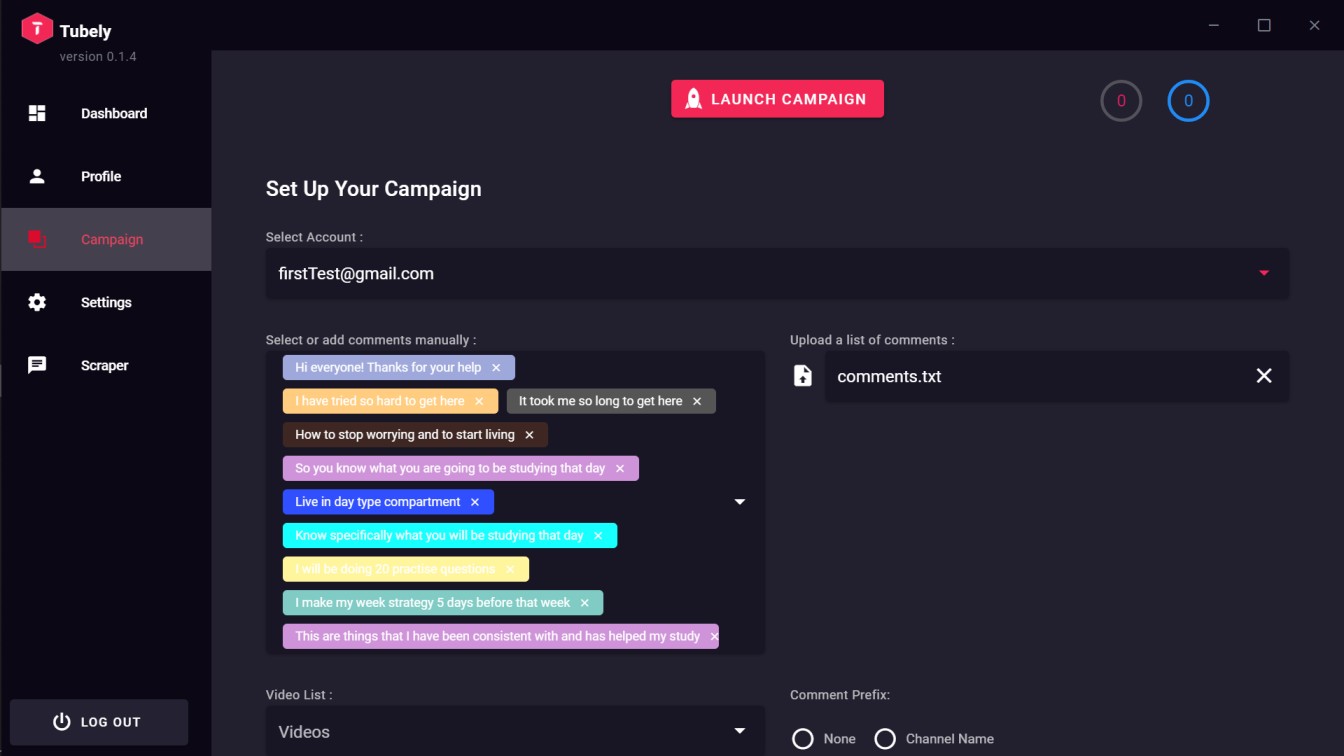 Tubely
version 0.1.4
Dashboard
Profile
Campaign
Settings
Scraper
LOG OUT
LAUNCH CAMPAIGN
0
0
Set Up Your Campaign
Select Account :
firstTest@gmail.com
Select or add comments manually :
Hi everyone! Thanks for your help
I have tried so hard to get here
It took me so long to get here
How to stop worrying and to start living
So you know what you are going to be studying that day
Live in day type compartment
Know specifically what you will be studying that day
I will be doing 20 practise questions
I make my week strategy 5 days before that week
This are things that I have been consistent with and has helped my study
Upload a list of comments :
comments.txt
Video List :
Videos
Comment Prefix:
None
Channel Name